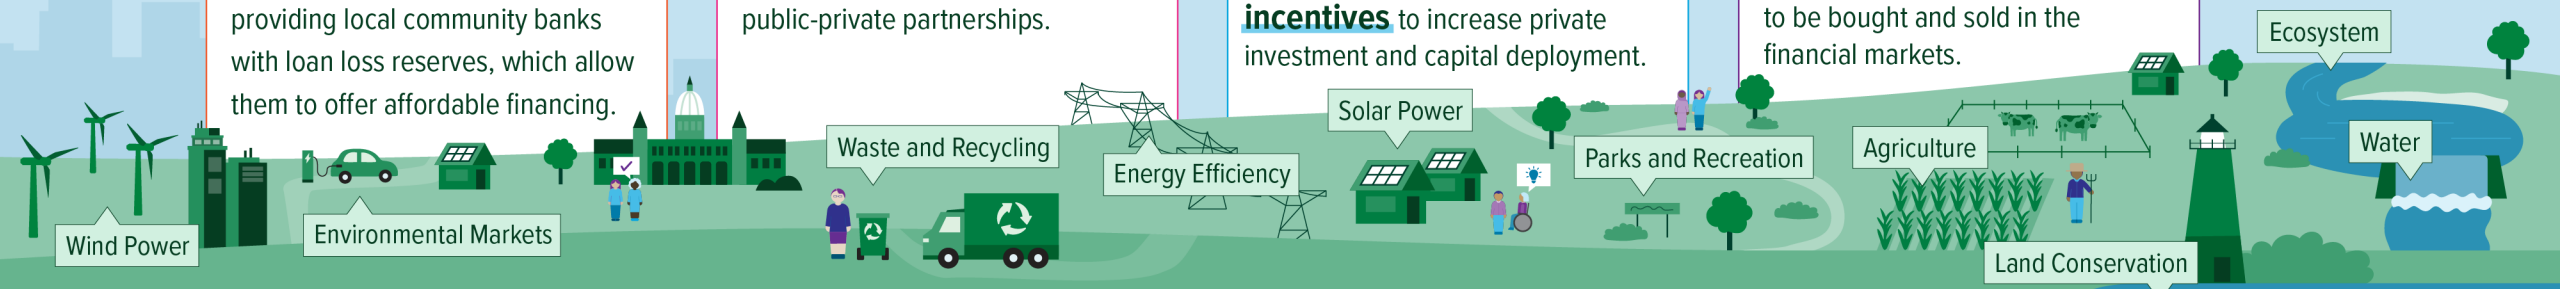 providing local community banks
with loan loss reserves, which allow
them to offer affordable financing.
public-private partnerships.
incentives to increase private
investment and capital deployment.
to be bought and sold in the
financial markets.
Wind Power
Environmental Markets
Waste and Recycling
Energy Efficiency
Solar Power
Parks and Recreation
Agriculture
Land Conservation
Ecosystem
Water